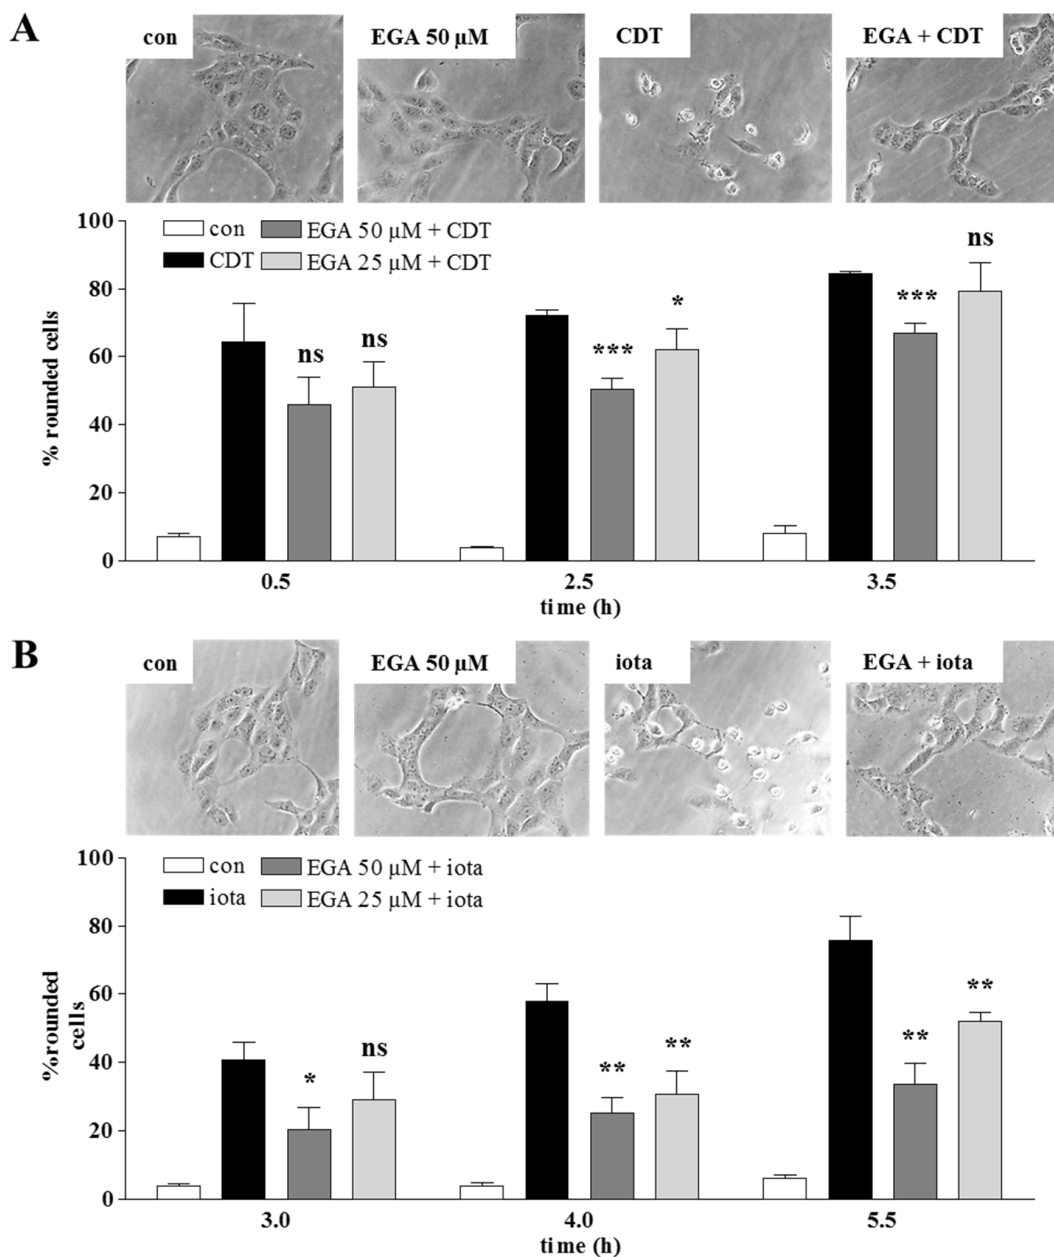 A
con
EGA 50 µM
CDT
EGA + CDT
100
80
60
40
20
0
% rounded cells
con
EGA 50 µM + CDT
CDT
EGA 25 µM + CDT
ns
ns
***
*
***
ns
0.5
2.5
3.5
time (h)
B
con
EGA 50 µM
iota
EGA + iota
100
80
60
40
20
0
%rounded
cells
con
EGA 50 µM + iota
iota
EGA 25 µM + iota
*
ns
**
**
**
**
3.0
4.0
5.5
time (h)